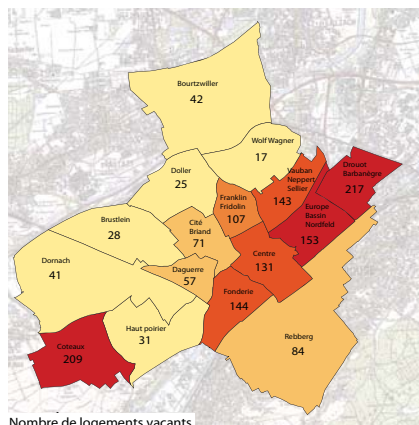 Bourtzwiller
42
Wolf Wagner
17
Drouot
Barbanègre
217
Vauban
Neppert
Sellier
143
Doller
25
Franklin
Fridolin
107
Europe
Bassin
Nordfeld
153
Brustlein
28
Cité
Briand
71
Centre
131
Dornach
41
Daguerre
57
Fonderie
144
Haut poirier
31
Rebberg
84
Coteaux
209
Nombre de logements vacants